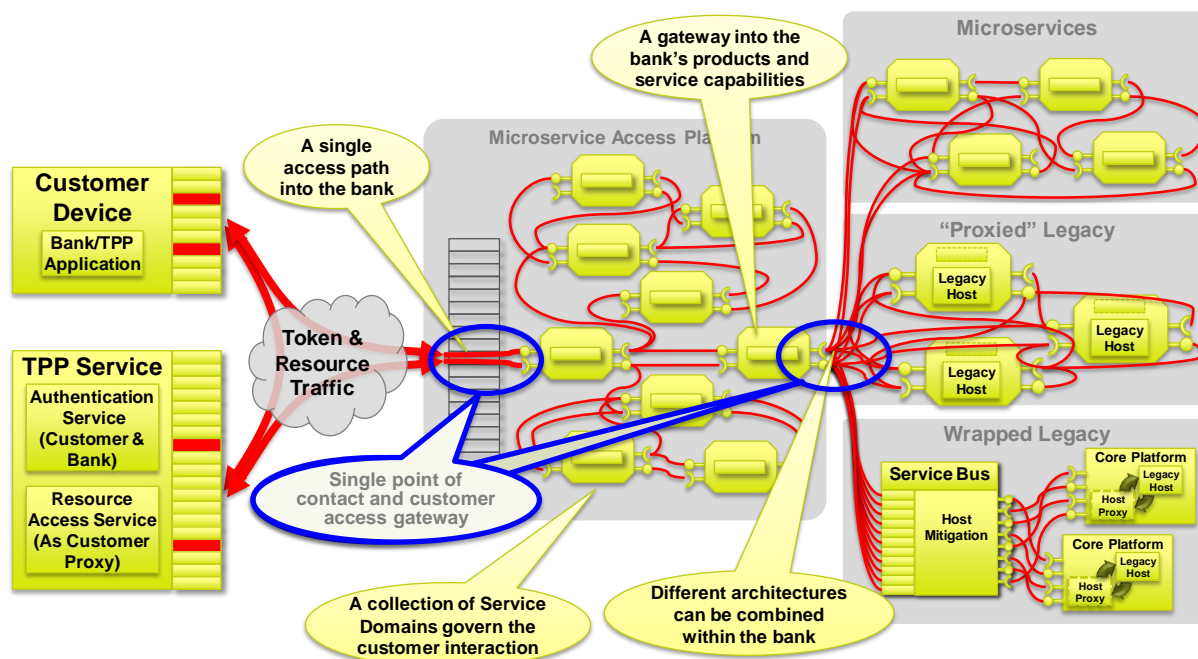 A gateway into the
bank's products and
service capabilities
Microservices
A single
access path
into the bank
Microservice Access Platform
Customer
Device
Bank/TPP
Application
"Proxied" Legacy
Legacy
Host
Legacy
Host
Legacy
Host
Token &
Resource
Traffic
TPP Service
Authentication
Service
(Customer &
Bank)
Resource
Access Service
(As Customer
Proxy)
Single point of
contact and customer
access gateway
Wrapped Legacy
Service Bus
Host
Mitigation
Core Platform
Legacy
Host
Host
Proxy
Core Platform
Legacy
Host
Host
Proxy
A collection of Service
Domains govern the
customer interaction
Different architectures
can be combined
within the bank